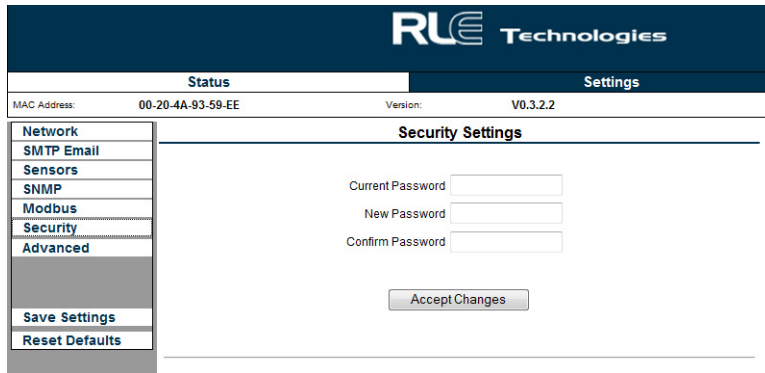 RLE Technologies
Status Settings
MAC Address: 00-20-4A-93-59-EE Version: V0.3.2.2
Network
SMTP Email
Sensors
SNMP
Modbus
Security
Advanced
Save Settings
Reset Defaults
Security Settings
Current Password
New Password
Confirm Password
Accept Changes